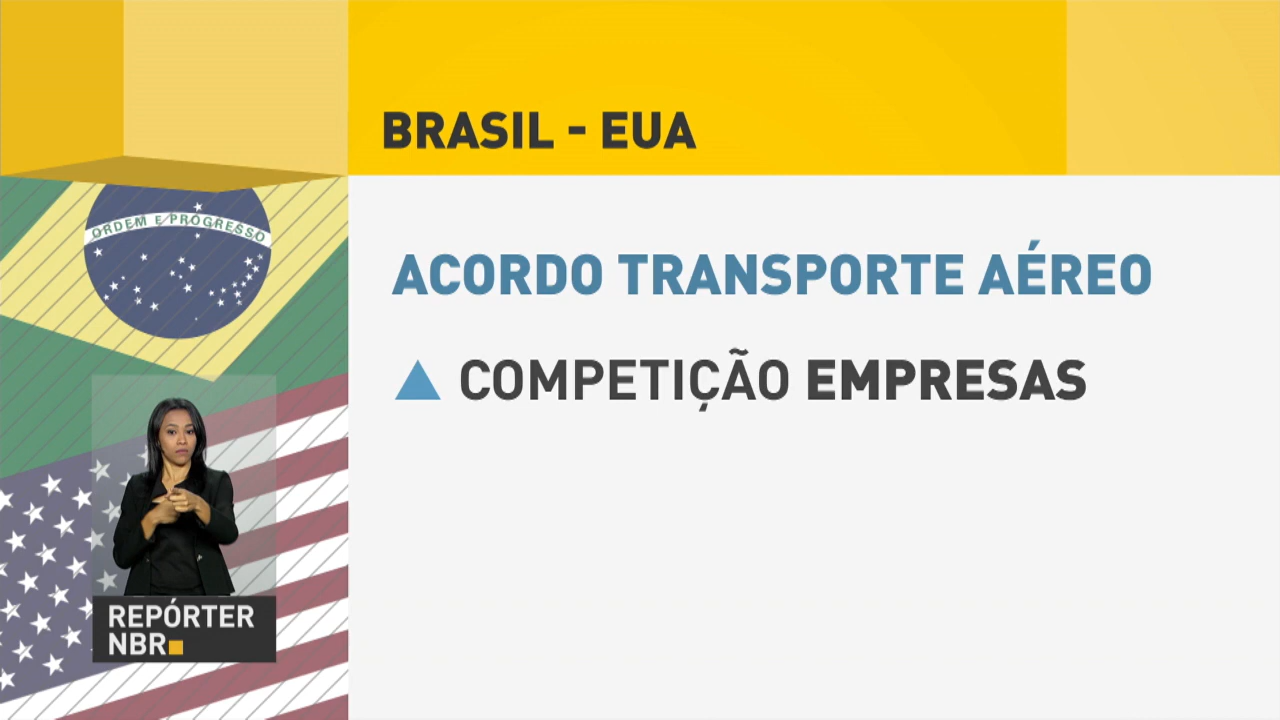 BRASIL - EUA
ORDEM E PROGRESSO
ACORDO TRANSPORTE AÉREO
COMPETIÇÃO EMPRESAS
REPÓRTER
NBR